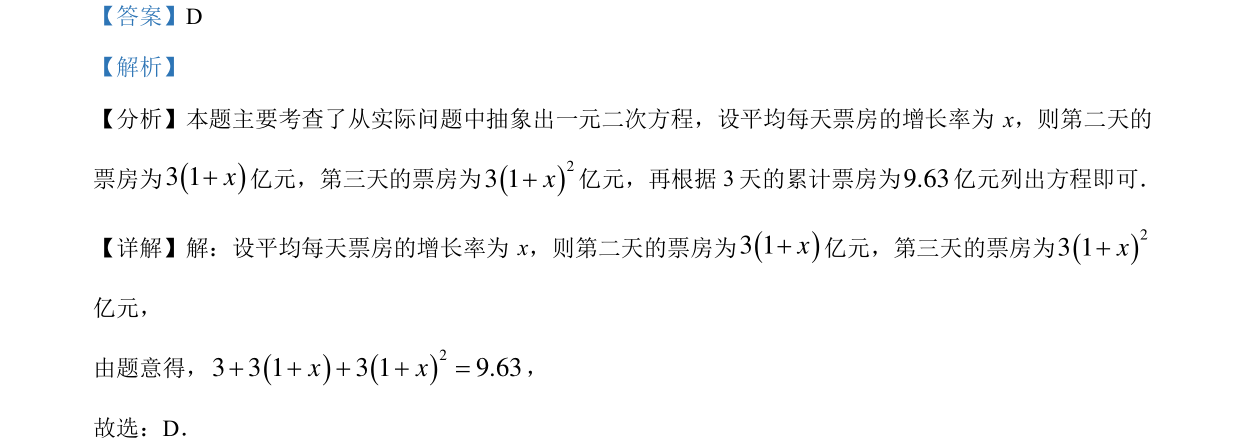 【答案】D
【解析】
【分析】本题主要考查了从实际问题中抽象出一元二次方程，设平均每天票房的增长率为 x，则第二天的
票房为3(1+x)亿元，第三天的票房为3(1+x)²亿元，再根据 3 天的累计票房为9.63亿元列出方程即可．
【详解】解：设平均每天票房的增长率为 x，则第二天的票房为3(1+x)亿元，第三天的票房为3(1+x)²
亿元，
由题意得，3+3(1+x)+3(1+x)²=9.63，
故选：D．